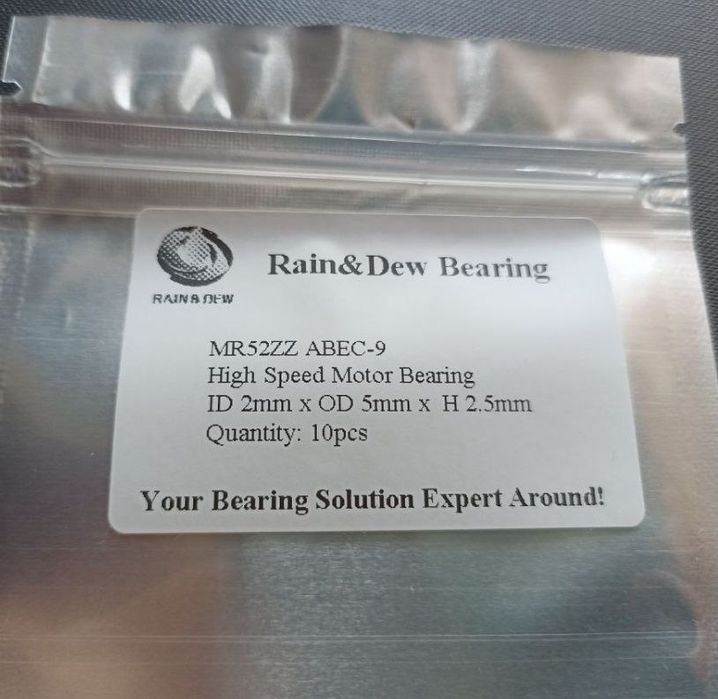 Rain&Dew Bearing
RAIN & DEW
MR52ZZ ABEC-9
High Speed Motor Bearing
ID 2mm x OD 5mm x H 2.5mm
Quantity: 10pcs
Your Bearing Solution Expert Around!